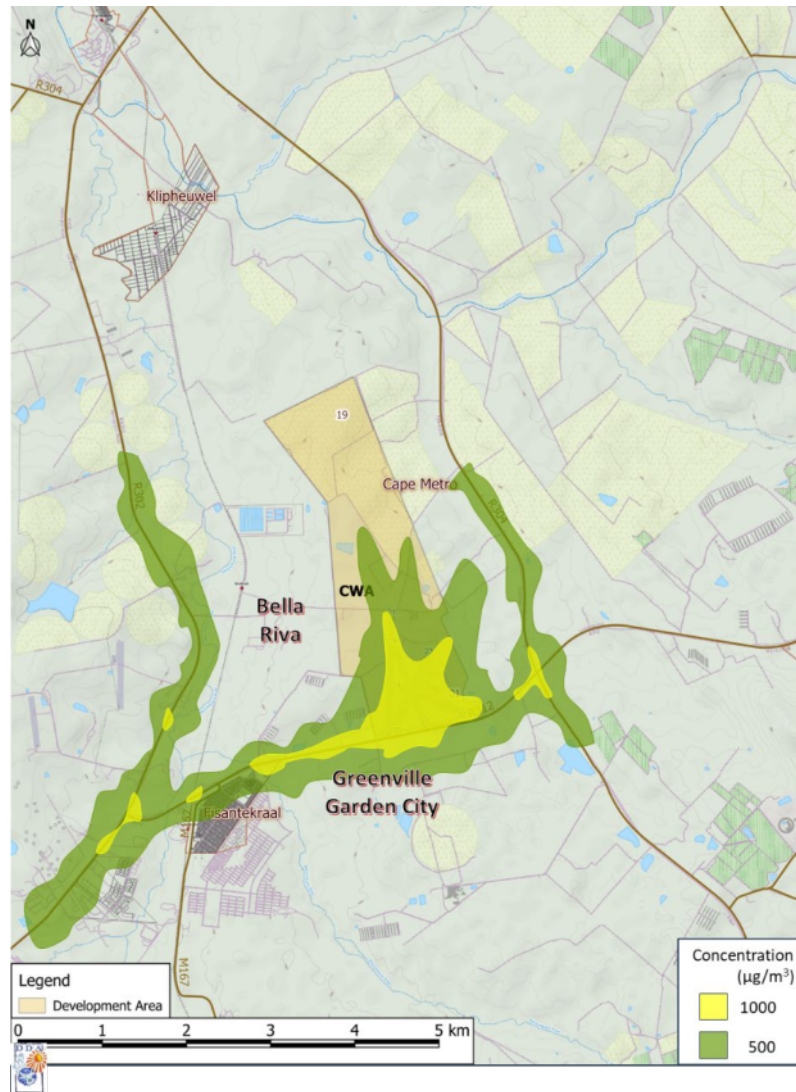 N
R304
Klipheuwel
19
Cape Metro
R302
R304
CWA
Bella
Riva
Greenville
Garden City
Fisantekraal
M167
Legend
Development Area
0 1 2 3 4 5 km
Concentration
(µg/m³)
1000
500